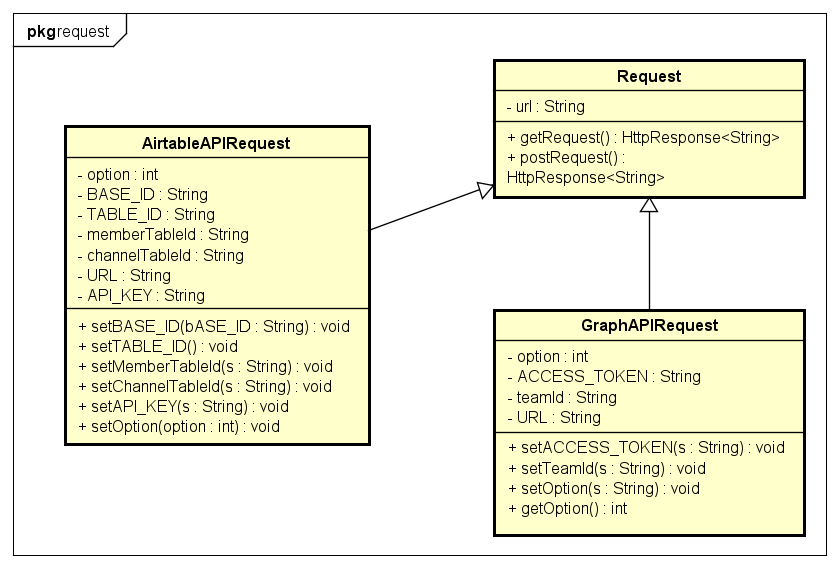 pkg request
Request
- url : String
+ getRequest() : HttpResponse<String>
+ postRequest() :
HttpResponse<String>
AirtableAPIRequest
- option : int
- BASE_ID : String
- TABLE_ID : String
- memberTableId : String
- channelTableId : String
- URL : String
- API_KEY : String
+ setBASE_ID(bASE_ID : String) : void
+ setTABLE_ID() : void
+ setMemberTableId(s : String) : void
+ setChannelTableId(s : String) : void
+ setAPI_KEY(s : String) : void
+ setOption(option : int) : void
GraphAPIRequest
- option : int
- ACCESS_TOKEN : String
- teamId : String
- URL : String
+ setACCESS_TOKEN(s : String) : void
+ setTeamId(s : String) : void
+ setOption(s : String) : void
+ getOption() : int